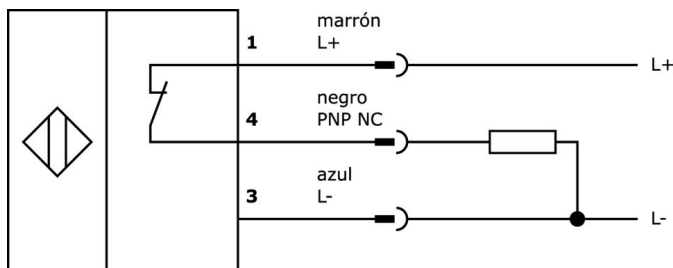 marrón
1 L+
L+
negro
4 PNP NC
azul
3 L-
L-